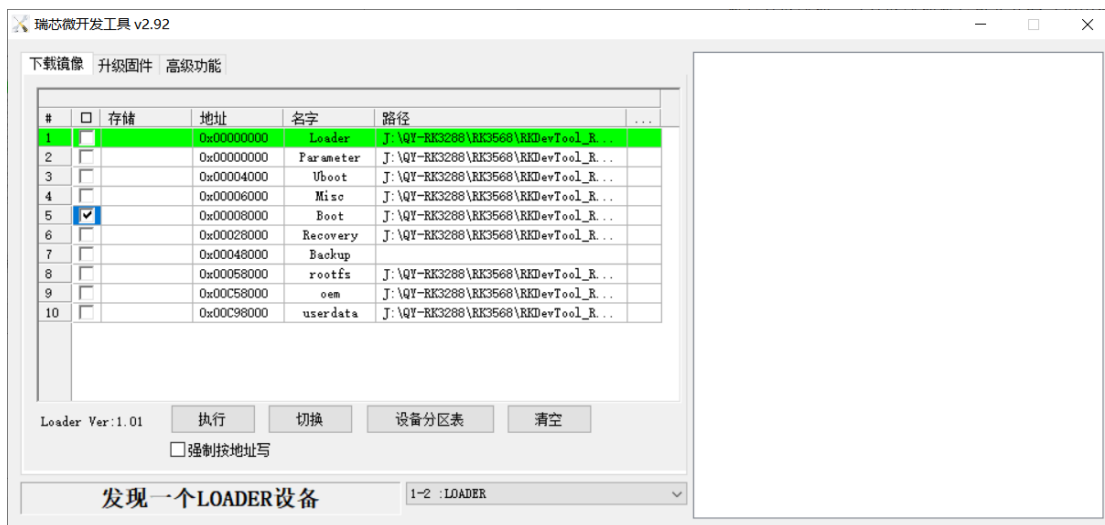 瑞芯微开发工具 v2.92
下载镜像 升级固件 高级功能
# 存储 地址 名字 路径 ...
1 0x00000000 Loader J:\QY-RK3288\RK3568\RKDevTool_R...
2 0x00000000 Parameter J:\QY-RK3288\RK3568\RKDevTool_R...
3 0x00004000 Uboot J:\QY-RK3288\RK3568\RKDevTool_R...
4 0x00006000 Misc J:\QY-RK3288\RK3568\RKDevTool_R...
5 0x00008000 Boot J:\QY-RK3288\RK3568\RKDevTool_R...
6 0x00028000 Recovery J:\QY-RK3288\RK3568\RKDevTool_R...
7 0x00048000 Backup
8 0x00058000 rootfs J:\QY-RK3288\RK3568\RKDevTool_R...
9 0x00C58000 oem J:\QY-RK3288\RK3568\RKDevTool_R...
10 0x00C98000 userdata J:\QY-RK3288\RK3568\RKDevTool_R...
Loader Ver:1.01 执行 切换 设备分区表 清空
强制按地址写
发现一个LOADER设备 1-2 :LOADER